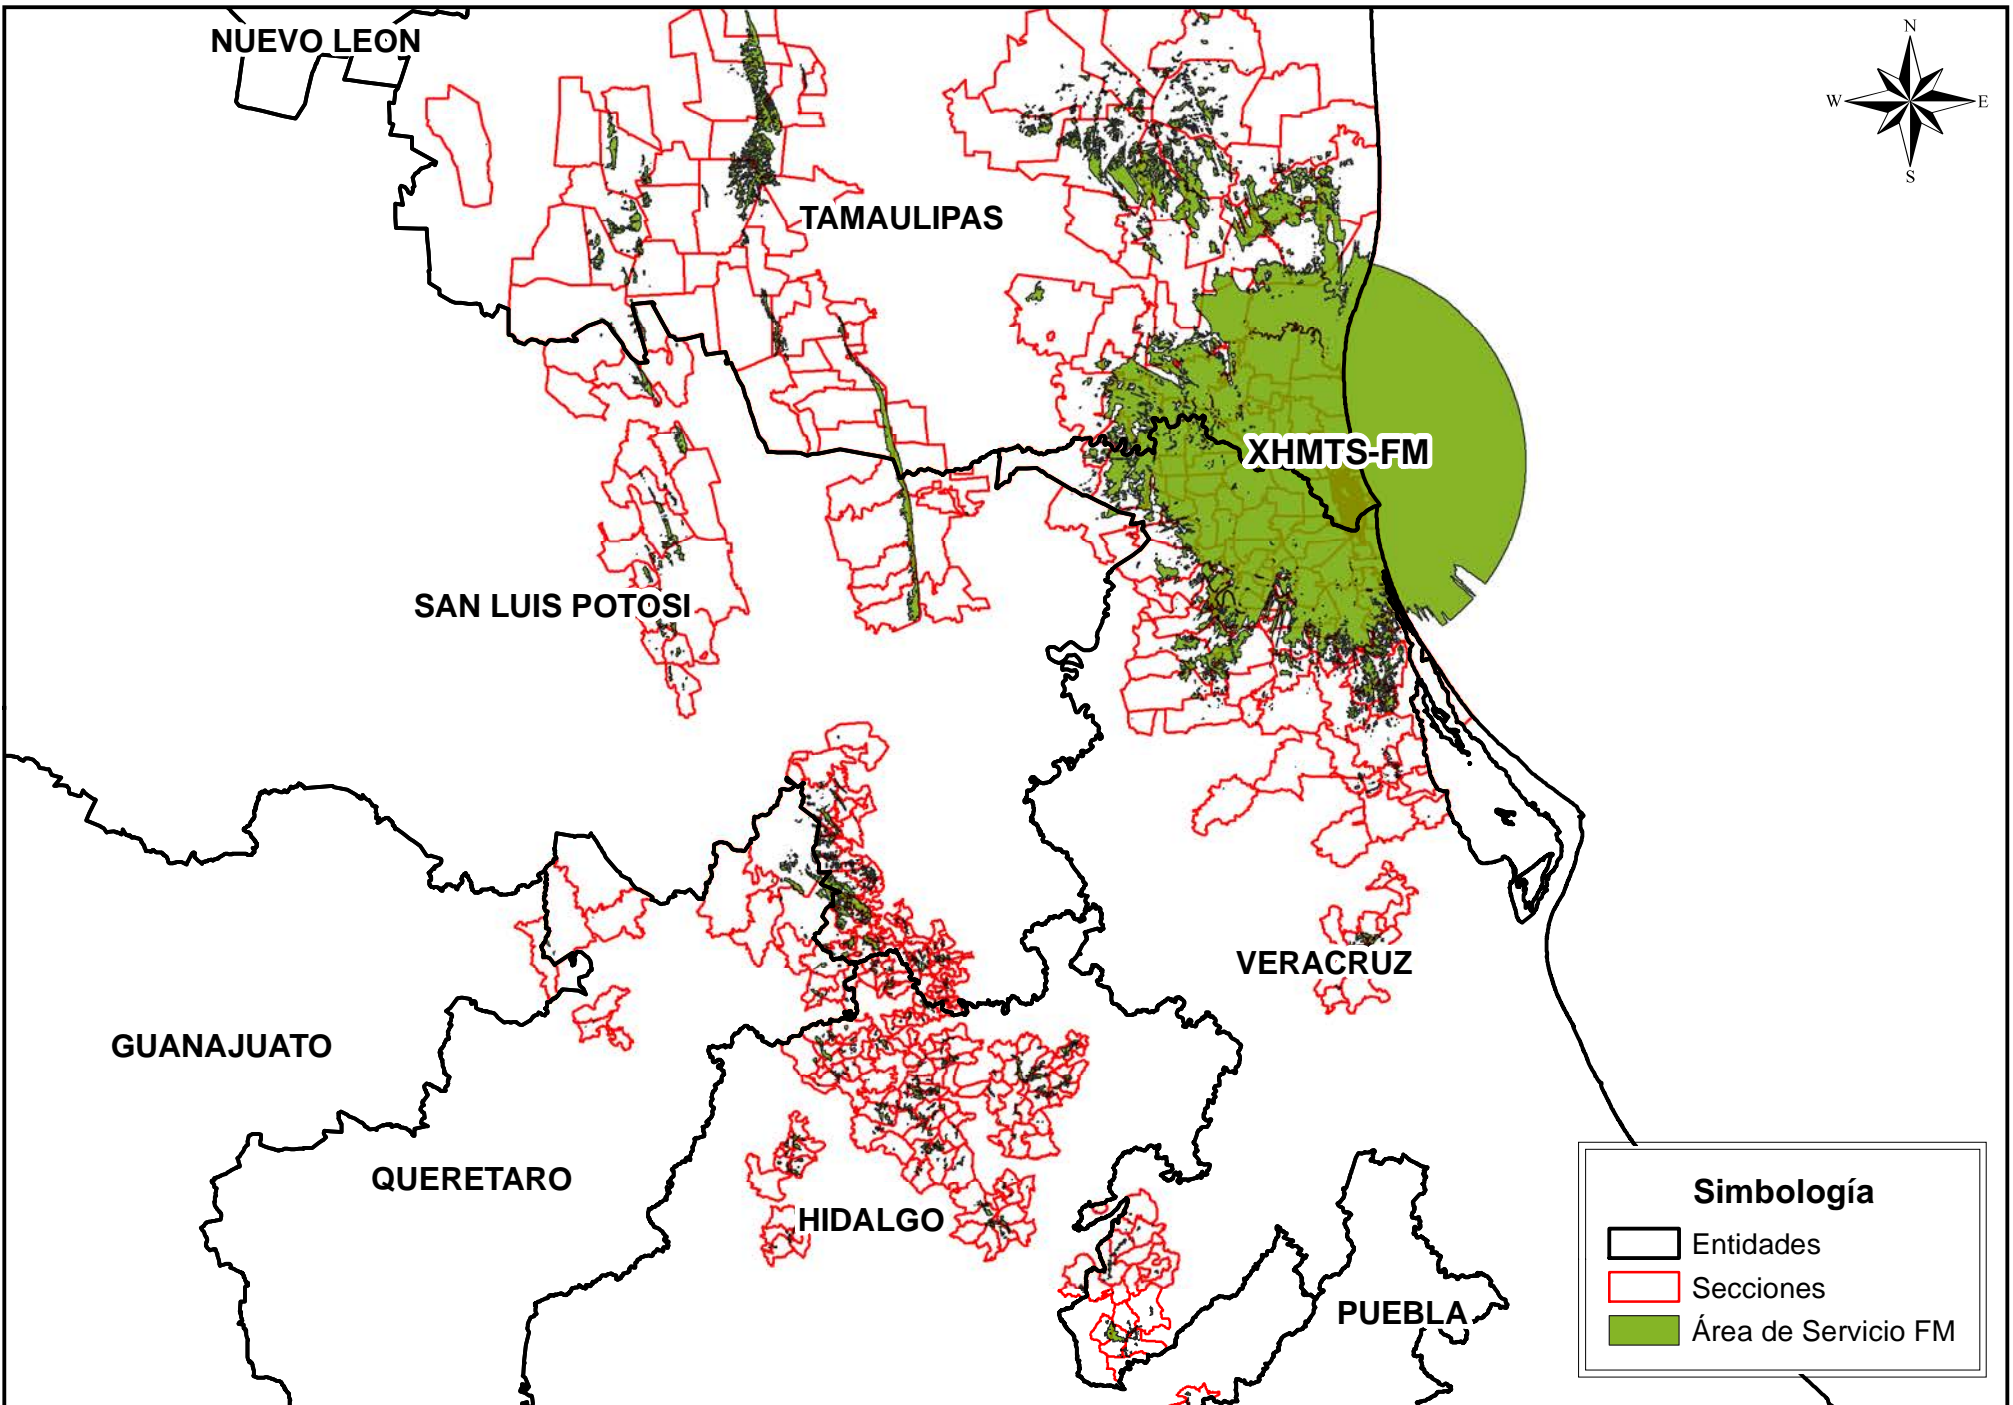 NUEVO LEON
N
W
E
S
TAMAULIPAS
XHMTS-FM
SAN LUIS POTOSI
VERACRUZ
GUANAJUATO
QUERETARO
HIDALGO
PUEBLA
Simbología
Entidades
Secciones
Área de Servicio FM